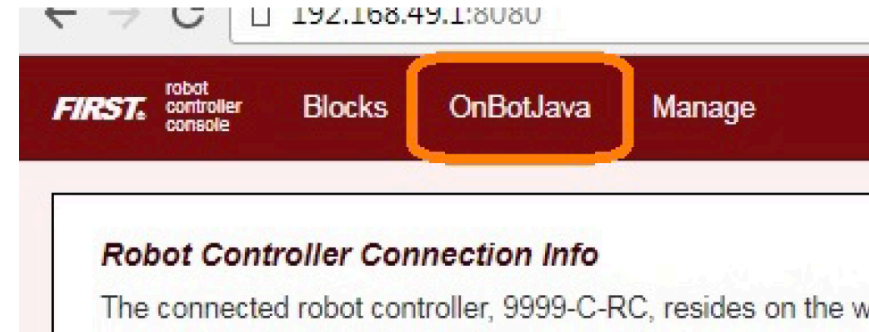 192.168.49.1:8080
FIRST® robot controller console Blocks OnBotJava Manage
Robot Controller Connection Info
The connected robot controller, 9999-C-RC, resides on the w